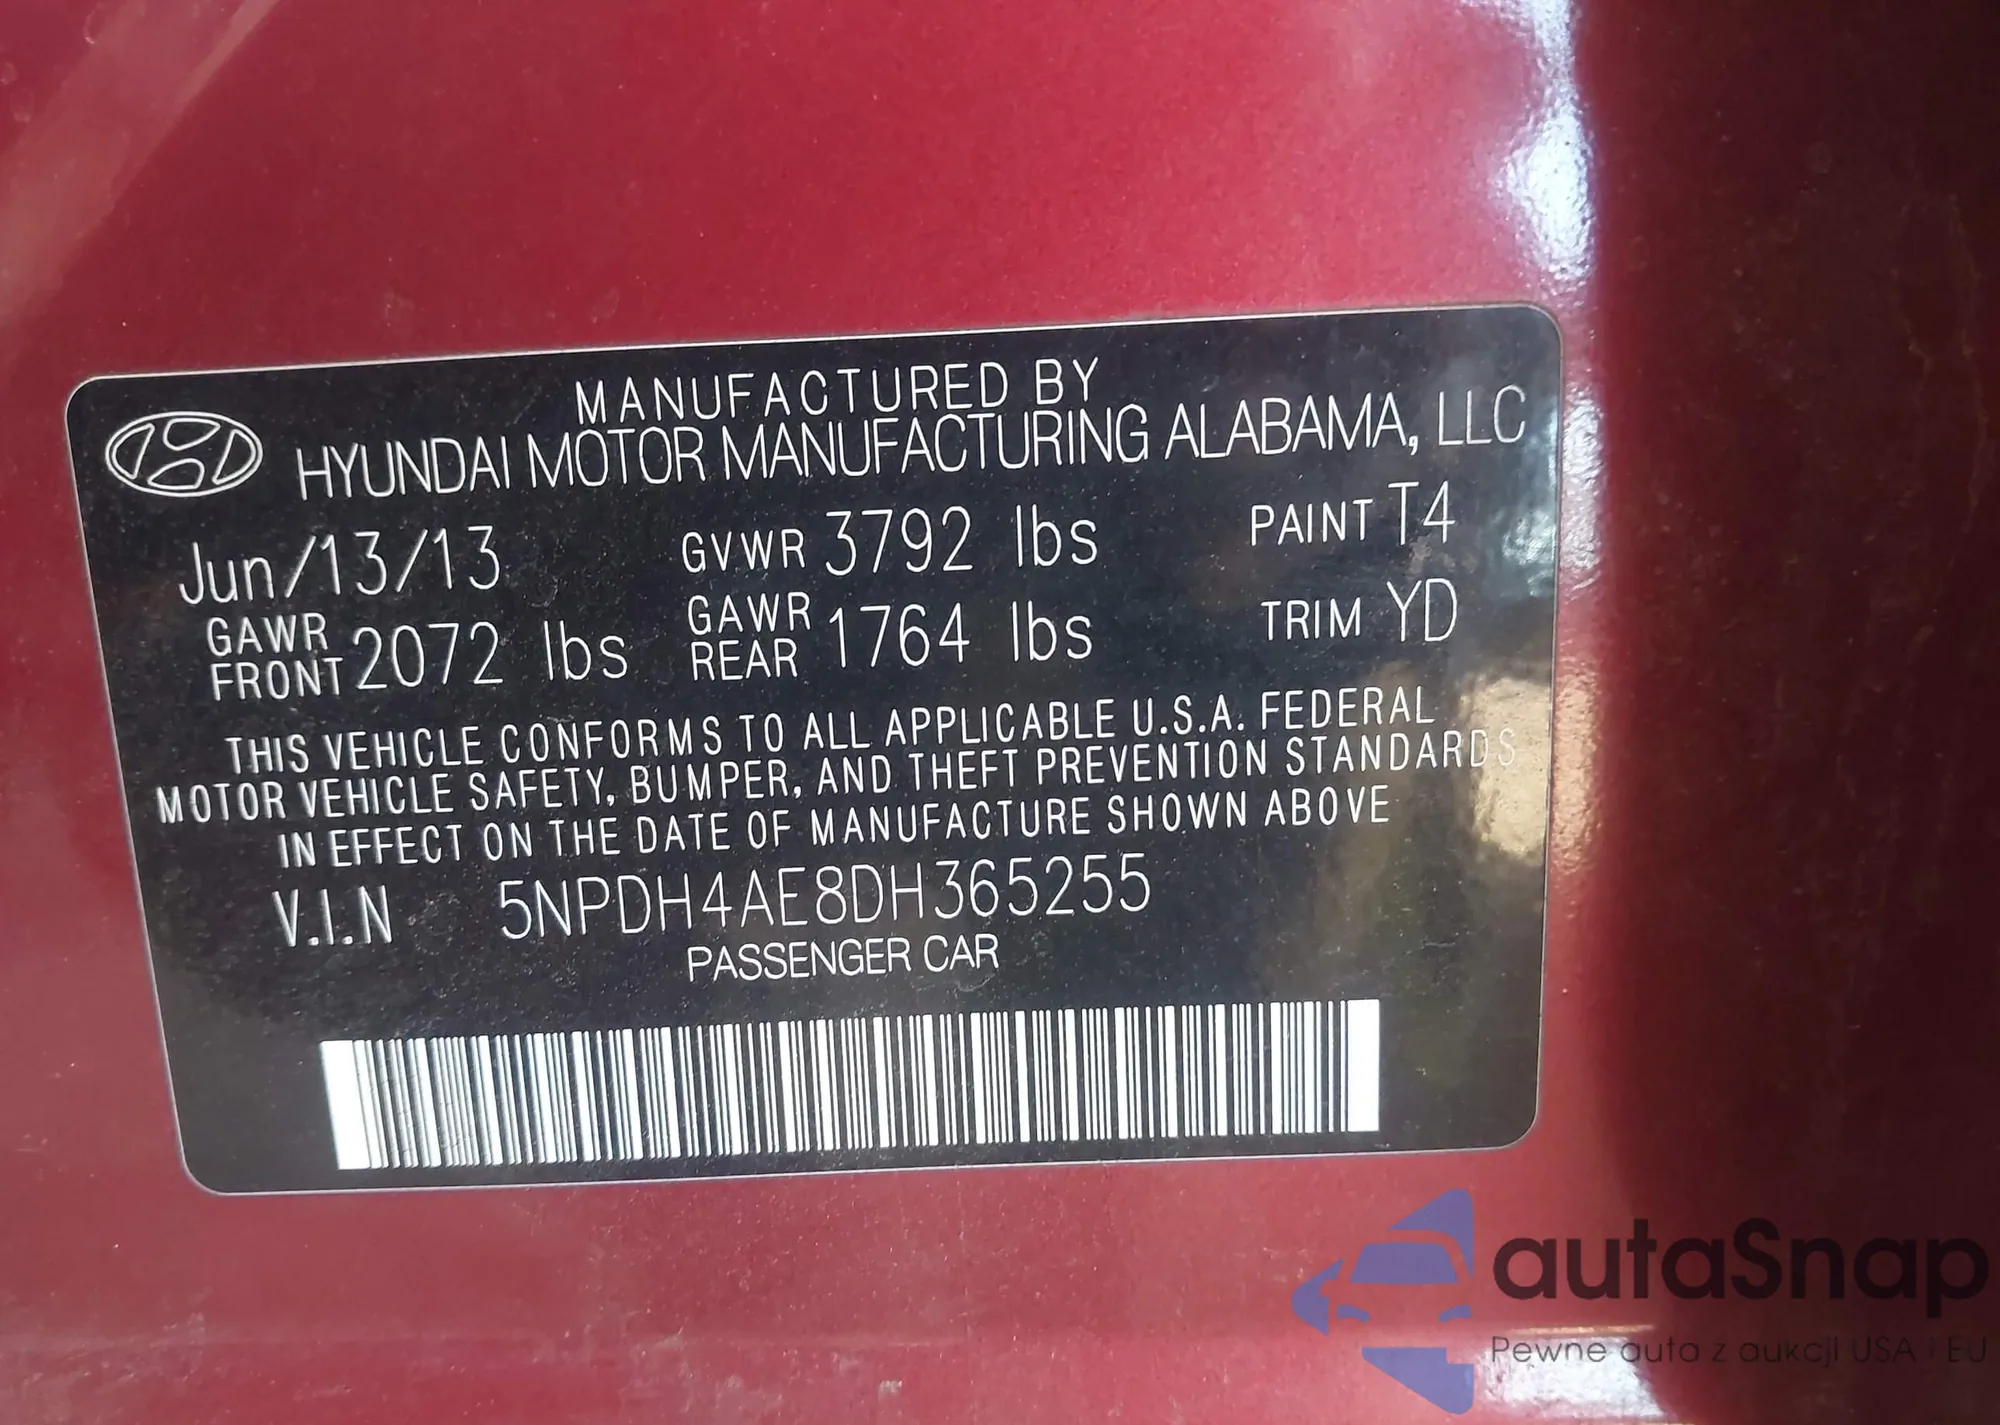 MANUFACTURED BY
HYUNDAI MOTOR MANUFACTURING ALABAMA, LLC
Jun/13/13 GVWR 3792 lbs PAINT T4
GAWR FRONT 2072 lbs GAWR REAR 1764 lbs TRIM YD
THIS VEHICLE CONFORMS TO ALL APPLICABLE U.S.A. FEDERAL
MOTOR VEHICLE SAFETY, BUMPER, AND THEFT PREVENTION STANDARDS
IN EFFECT ON THE DATE OF MANUFACTURE SHOWN ABOVE
V.I.N 5NPDH4AE8DH365255
PASSENGER CAR
autaSnap
Pewne auta z aukcji USA i EU